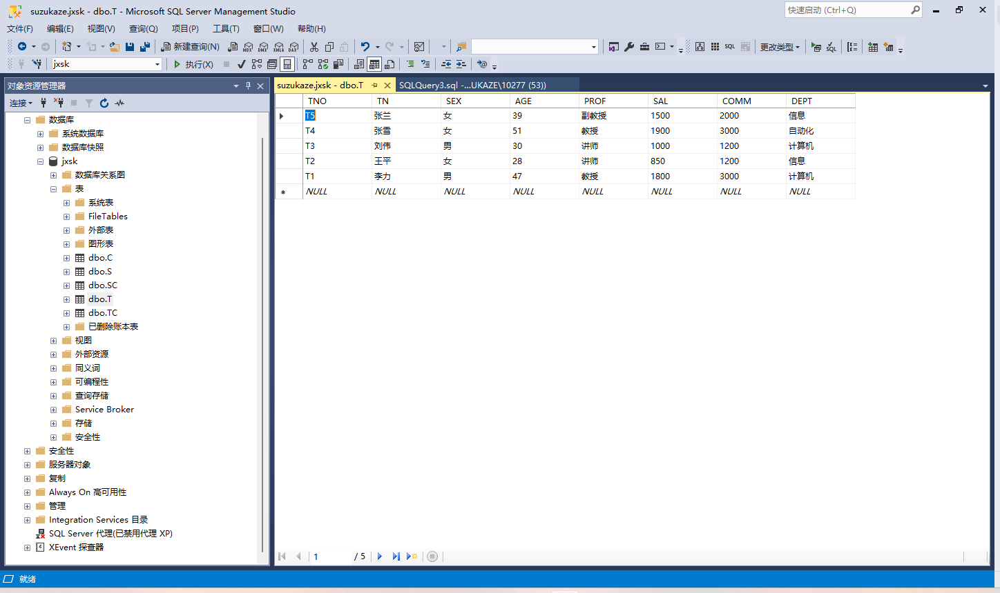 suzukaze.jxsk - dbo.T - Microsoft SQL Server Management Studio
快速启动 (Ctrl+Q)
文件(F) 编辑(E) 视图(V) 查询(Q) 项目(P) 工具(T) 窗口(W) 帮助(H)
新建查询(N) MDX DMX XMLA DAX SQL 更改类型 SQL
jxsk 执行(X)
对象资源管理器
连接
数据库
系统数据库
数据库快照
jxsk
数据库关系图
表
系统表
FileTables
外部表
图形表
dbo.C
dbo.S
dbo.SC
dbo.T
dbo.TC
已删除账本表
视图
外部资源
同义词
可编程性
查询存储
Service Broker
存储
安全性
安全性
服务器对象
复制
Always On 高可用性
管理
Integration Services 目录
SQL Server 代理(已禁用代理 XP)
XEvent 探查器
suzukaze.jxsk - dbo.T SQLQuery3.sql -...UKAZE\10277 (53))
TNO TN SEX AGE PROF SAL COMM DEPT
T5 张兰 女 39 副教授 1500 2000 信息
T4 张雪 女 51 教授 1900 3000 自动化
T3 刘伟 男 30 讲师 1000 1200 计算机
T2 王平 女 28 讲师 850 1200 信息
T1 李力 男 47 教授 1800 3000 计算机
NULL NULL NULL NULL NULL NULL NULL NULL
1 / 5
就绪